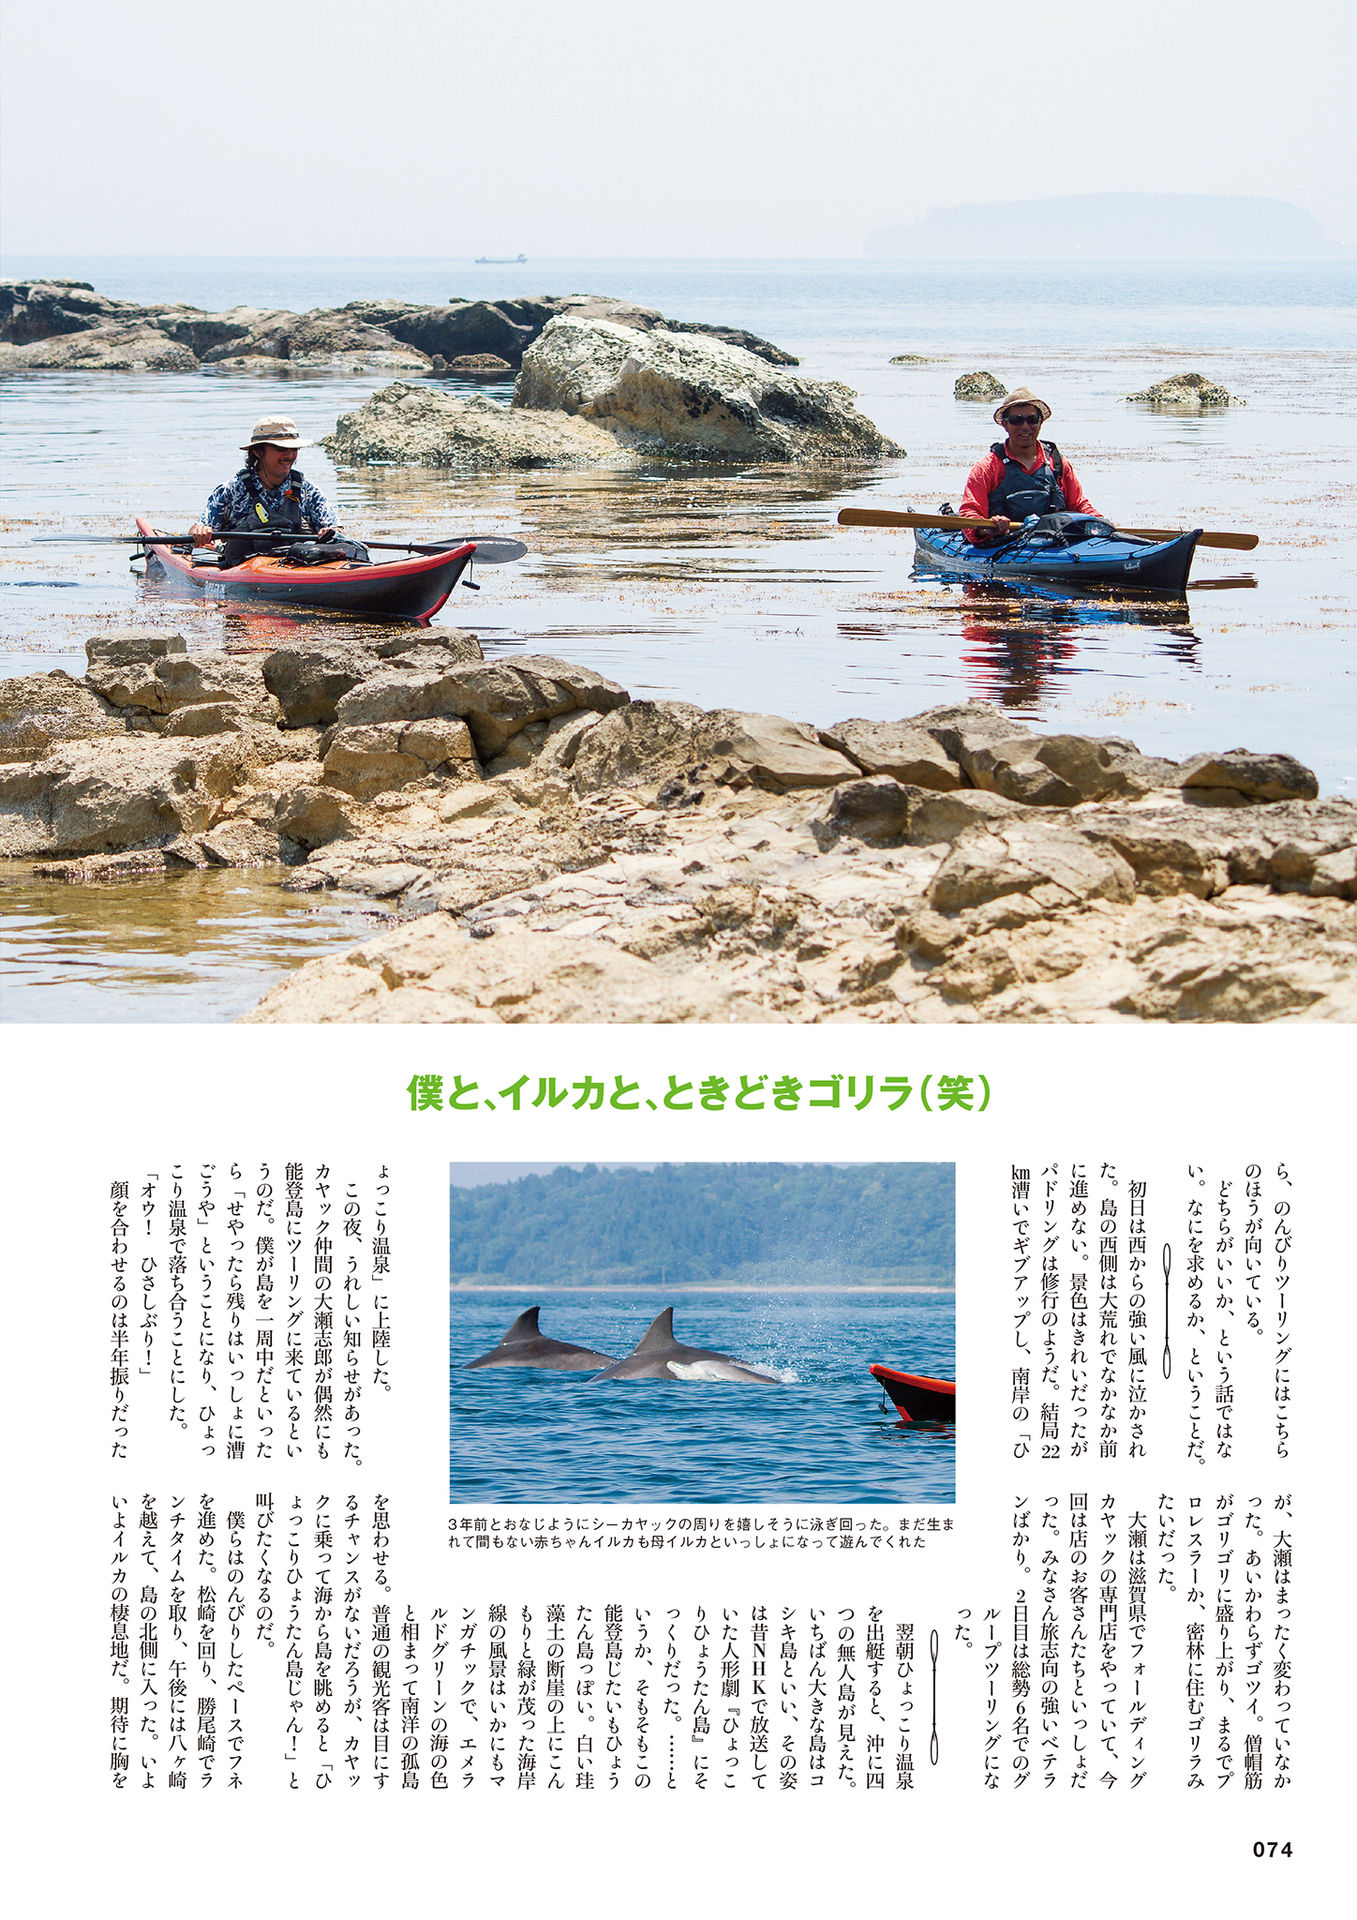 僕と、イルカと、ときどきゴリラ(笑)
ら、のんびりツーリングにはこちら
のほうが向いている。
どちらがいいか、という話ではな
い。なにを求めるか、ということだ。
初日は西からの強い風に泣かされ
た。島の西側は大荒れでなかなか前
に進めない。景色はきれいだったが
パドリングは修行のようだ。結局22
㎞漕いでギブアップし、南岸の「ひ
ょっこり温泉」に上陸した。
この夜、うれしい知らせがあった。
カヤック仲間の大瀬志郎が偶然にも
能登島にツーリングに来ているとい
うのだ。僕が島を一周中だといった
ら「せやったら残りはいっしょに漕
ごうや」ということになり、ひょっ
こり温泉で落ち合うことにした。
「オウ! ひさしぶり!」
顔を合わせるのは半年振りだった
が、大瀬はまったく変わっていなか
った。あいかわらずゴツイ。僧帽筋
がゴリゴリに盛り上がり、まるでプ
ロレスラーか、密林に住むゴリラみ
たいだった。
大瀬は滋賀県でフォールディング
カヤックの専門店をやっていて、今
回は店のお客さんたちといっしょだ
った。みなさん旅志向の強いベテラ
ンばかり。2日目は総勢6名でのグ
ループツーリングにな
った。
翌朝ひょっこり温泉
を出艇すると、沖に四
つの無人島が見えた。
いちばん大きな島はコ
シキ島といい、その姿
は昔NHKで放送して
いた人形劇『ひょっこ
りひょうたん島』にそ
っくりだった。……と
いうか、そもそもこの
能登島じたいもひょう
たん島っぽい。白い珪
藻土の断崖の上にこん
もりと緑が茂った海岸
線の風景はいかにもマ
ンガチックで、エメラ
ルドグリーンの海の色
と相まって南洋の孤島
を思わせる。普通の観光客は目にす
るチャンスがないだろうが、カヤッ
クに乗って海から島を眺めると「ひ
ょっこりひょうたん島じゃん!」と
叫びたくなるのだ。
僕らはのんびりしたペースでフネ
を進めた。松崎を回り、勝尾崎でラ
ンチタイムを取り、午後には八ヶ崎
を越えて、島の北側に入った。いよ
いよイルカの棲息地だ。期待に胸を
3年前とおなじようにシーカヤックの周りを嬉しそうに泳ぎ回った。まだ生ま
れて間もない赤ちゃんイルカも母イルカといっしょになって遊んでくれた
074